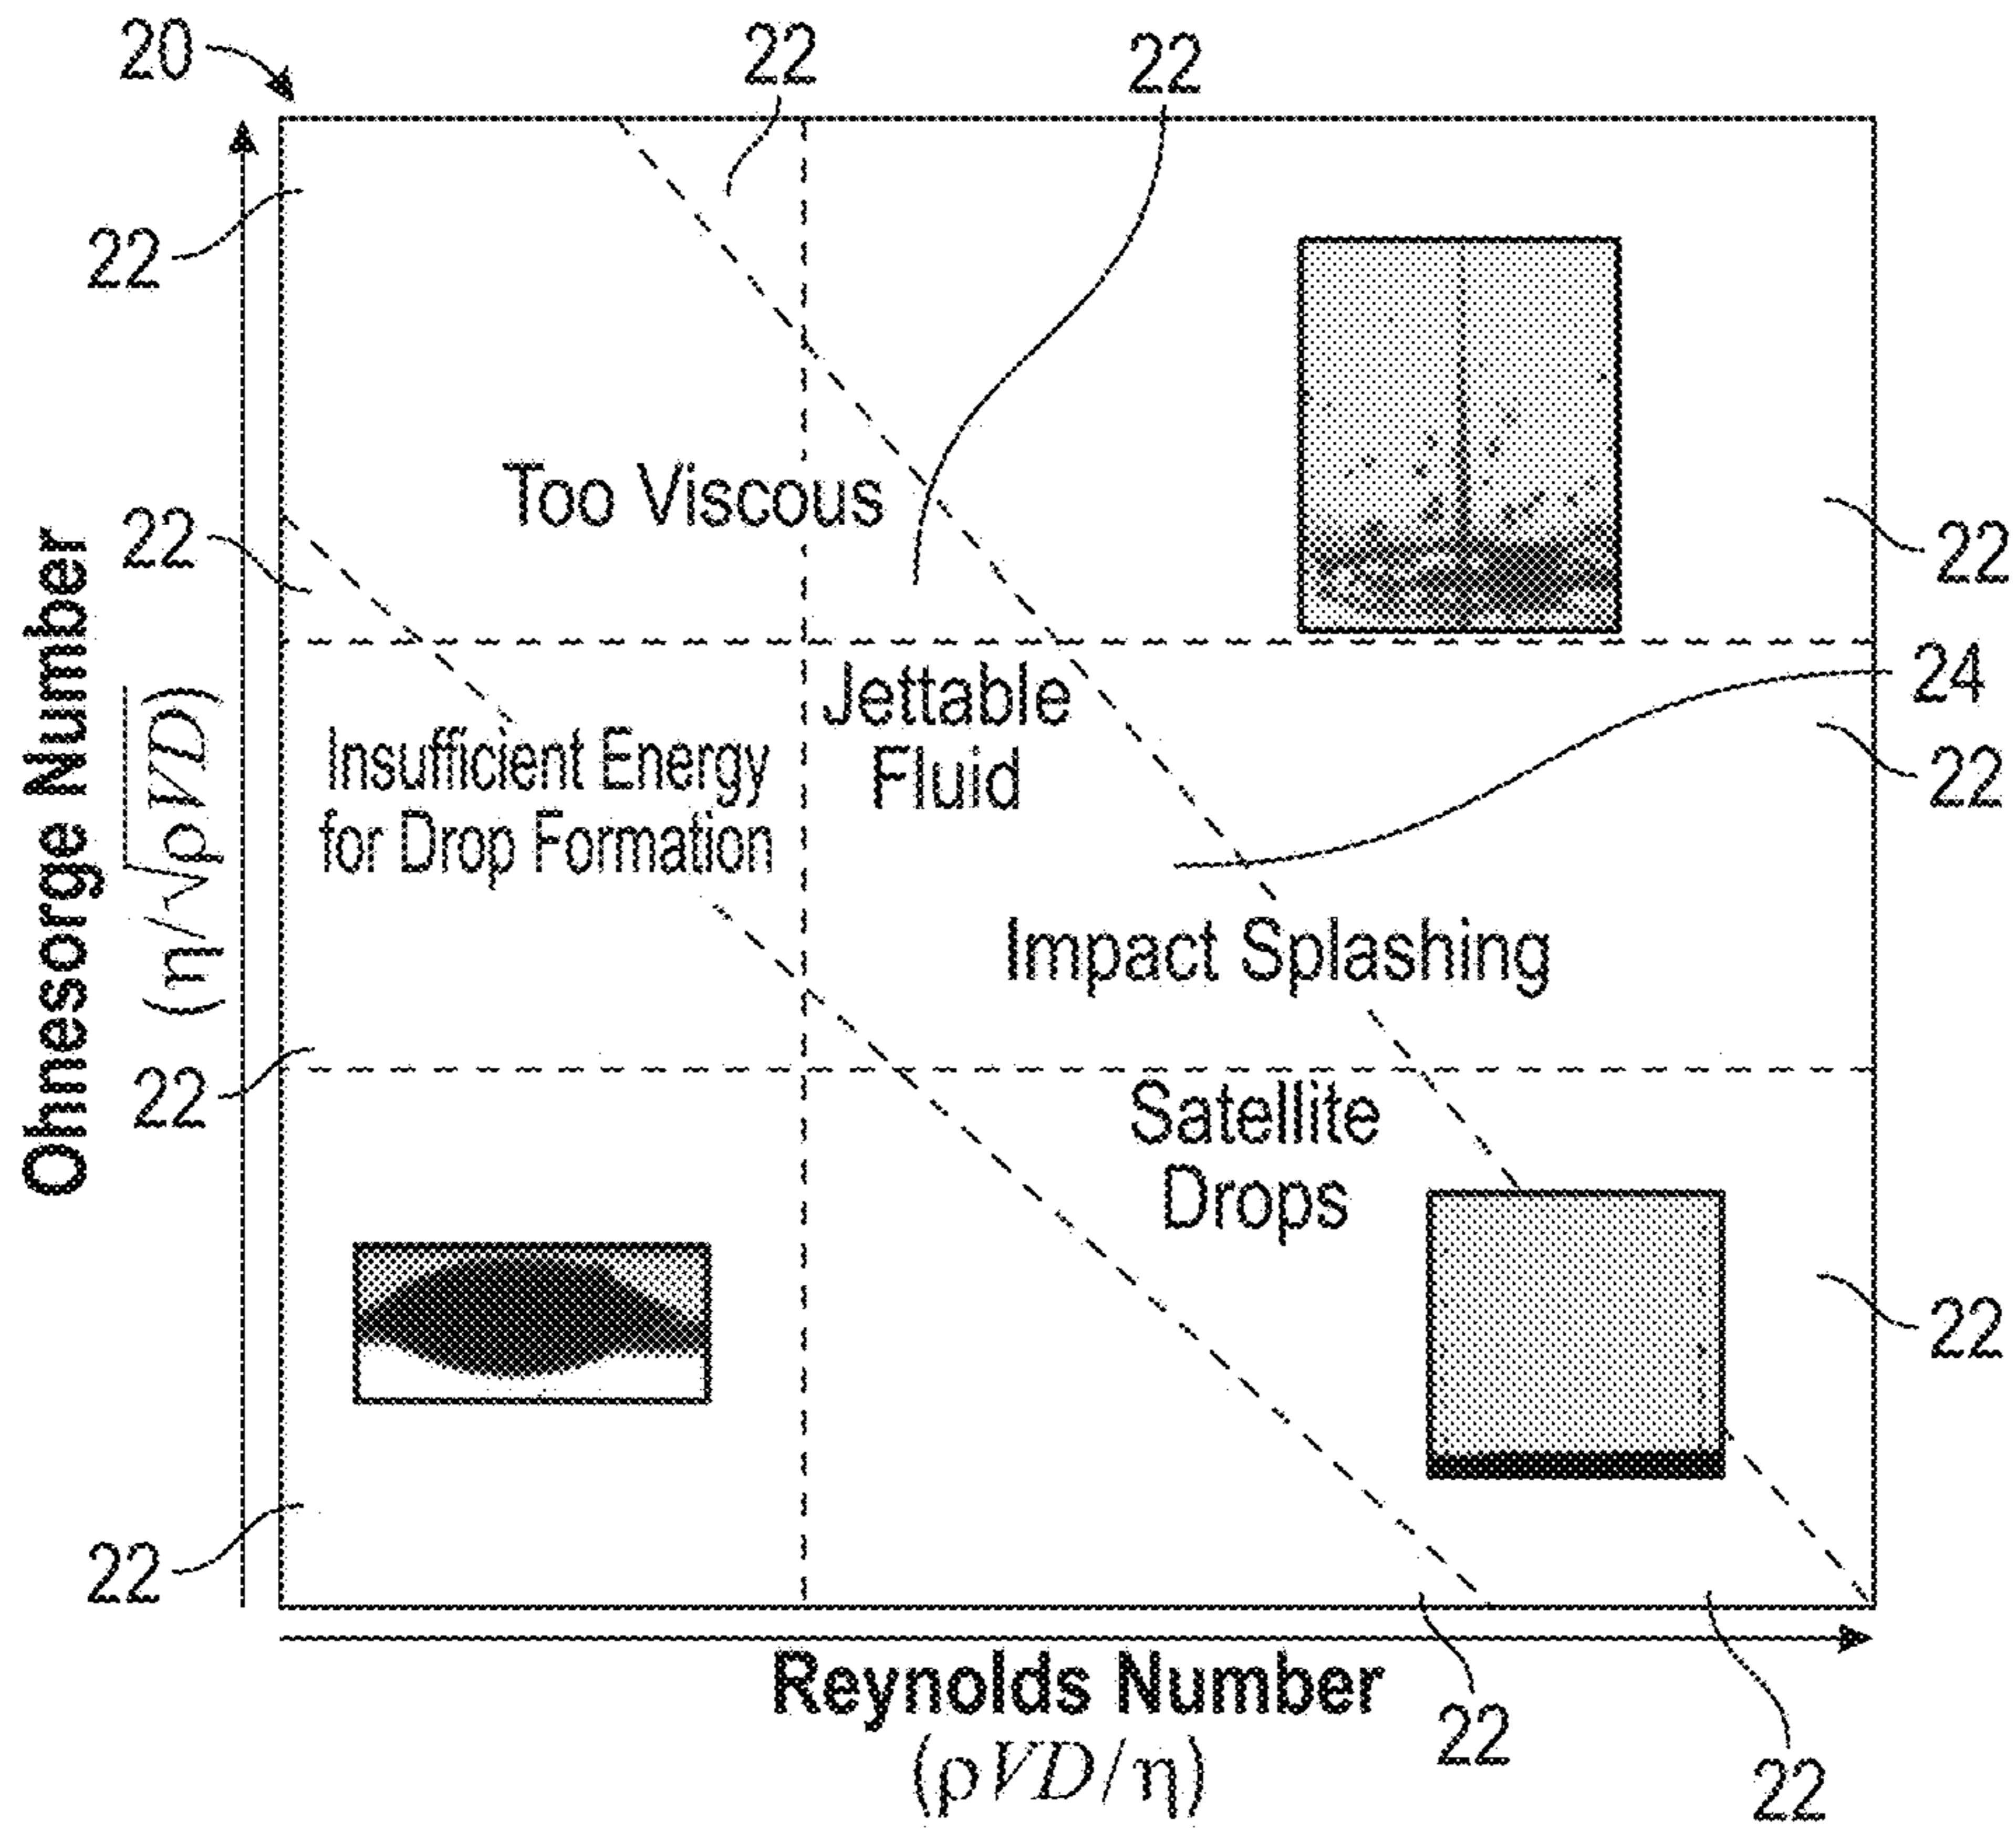 20
22
22
22
22
22
22
24
22
22
22
22
22
22
Too Viscous
Jettable
Fluid
Insufficient Energy
for Drop Formation
Impact Splashing
Satellite
Drops
Ohnesorge Number
(η/√ρVD)
Reynolds Number
(ρVD/η)